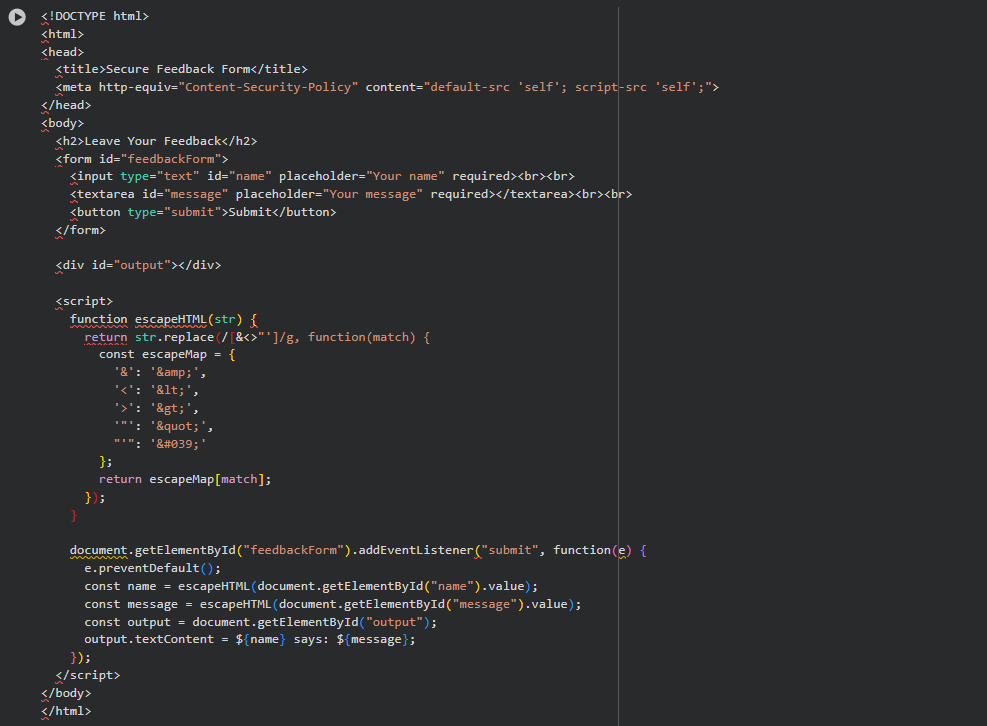 <!DOCTYPE html>
<html>
<head>
  <title>Secure Feedback Form</title>
  <meta http-equiv="Content-Security-Policy" content="default-src 'self'; script-src 'self';">
</head>
<body>
  <h2>Leave Your Feedback</h2>
  <form id="feedbackForm">
    <input type="text" id="name" placeholder="Your name" required><br><br>
    <textarea id="message" placeholder="Your message" required></textarea><br><br>
    <button type="submit">Submit</button>
  </form>

  <div id="output"></div>

  <script>
    function escapeHTML(str) {
      return str.replace(/[&<>"']/g, function(match) {
        const escapeMap = {
          '&': '&amp;',
          '<': '&lt;',
          '>': '&gt;',
          '"': '&quot;',
          "'": '&#039;'
        };
        return escapeMap[match];
      });
    }

    document.getElementById("feedbackForm").addEventListener("submit", function(e) {
      e.preventDefault();
      const name = escapeHTML(document.getElementById("name").value);
      const message = escapeHTML(document.getElementById("message").value);
      const output = document.getElementById("output");
      output.textContent = ${name} says: ${message};
    });
  </script>
</body>
</html>